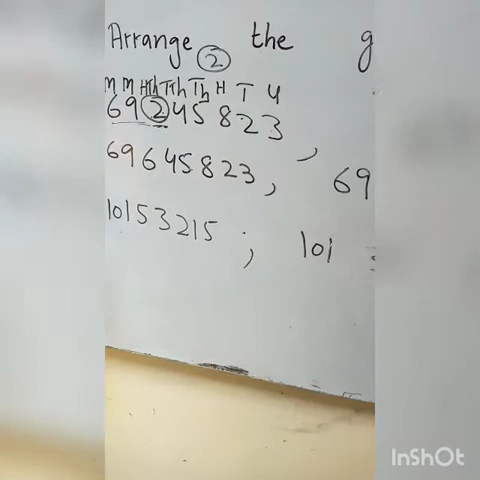 Arrange the g
2
M M HTh TTh Th H T U
69245823,
69645823, 69
10153215; 101
InShOt